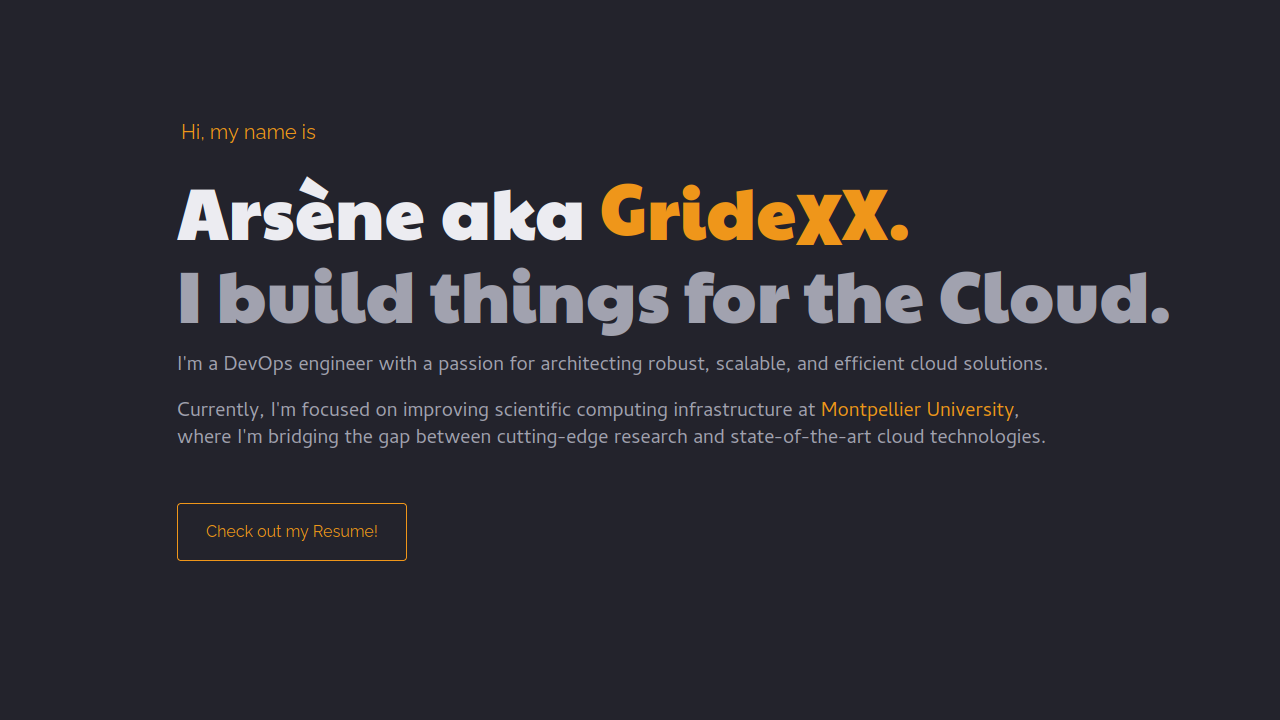 Hi, my name is
Arsène aka GridexX.
I build things for the Cloud.
I'm a DevOps engineer with a passion for architecting robust, scalable, and efficient cloud solutions.
Currently, I'm focused on improving scientific computing infrastructure at Montpellier University,
where I'm bridging the gap between cutting-edge research and state-of-the-art cloud technologies.
Check out my Resume!